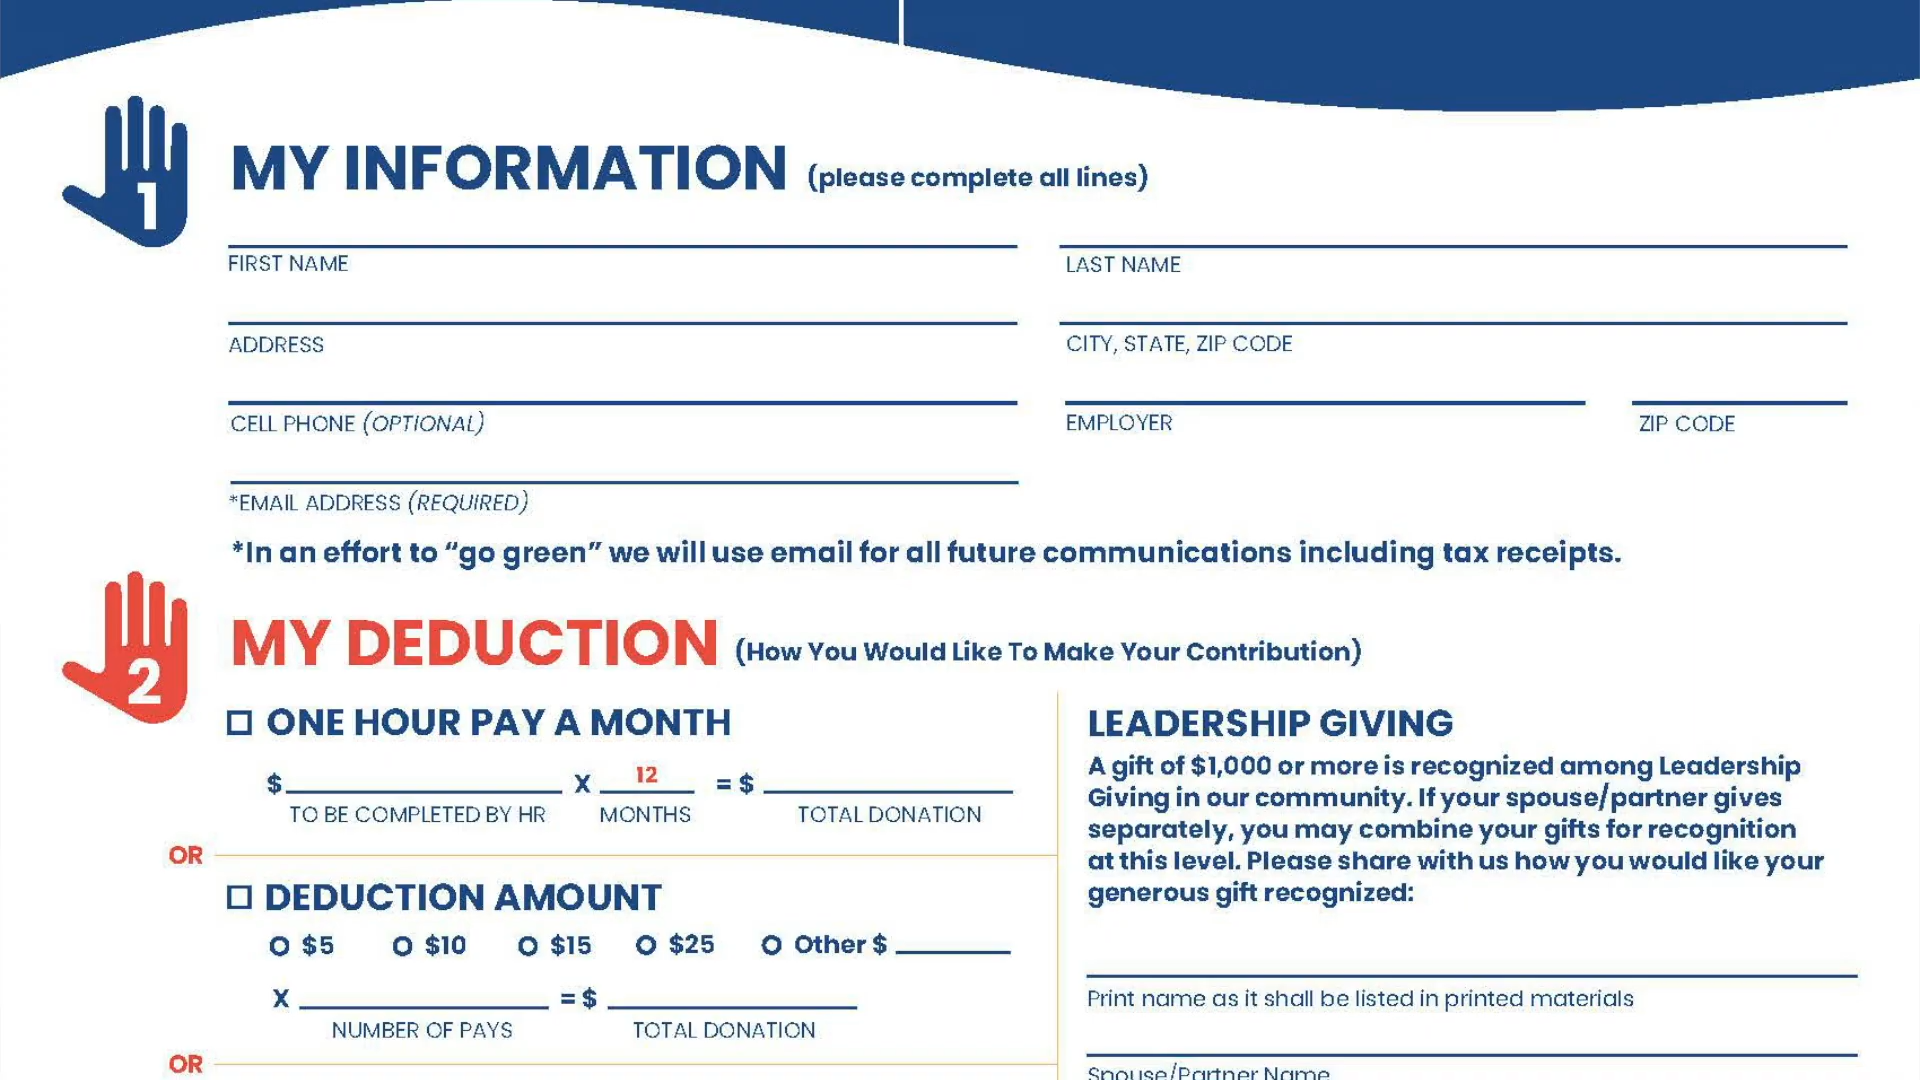 1
MY INFORMATION (please complete all lines)
FIRST NAME
LAST NAME
ADDRESS
CITY, STATE, ZIP CODE
CELL PHONE (OPTIONAL)
EMPLOYER
ZIP CODE
*EMAIL ADDRESS (REQUIRED)
*In an effort to “go green” we will use email for all future communications including tax receipts.
2
MY DEDUCTION (How You Would Like To Make Your Contribution)
ONE HOUR PAY A MONTH
$ X 12 = $
TO BE COMPLETED BY HR MONTHS TOTAL DONATION
OR
DEDUCTION AMOUNT
$5 $10 $15 $25 Other $
X = $
NUMBER OF PAYS TOTAL DONATION
OR
LEADERSHIP GIVING
A gift of $1,000 or more is recognized among Leadership
Giving in our community. If your spouse/partner gives
separately, you may combine your gifts for recognition
at this level. Please share with us how you would like your
generous gift recognized:
Print name as it shall be listed in printed materials
Spouse/Partner Name